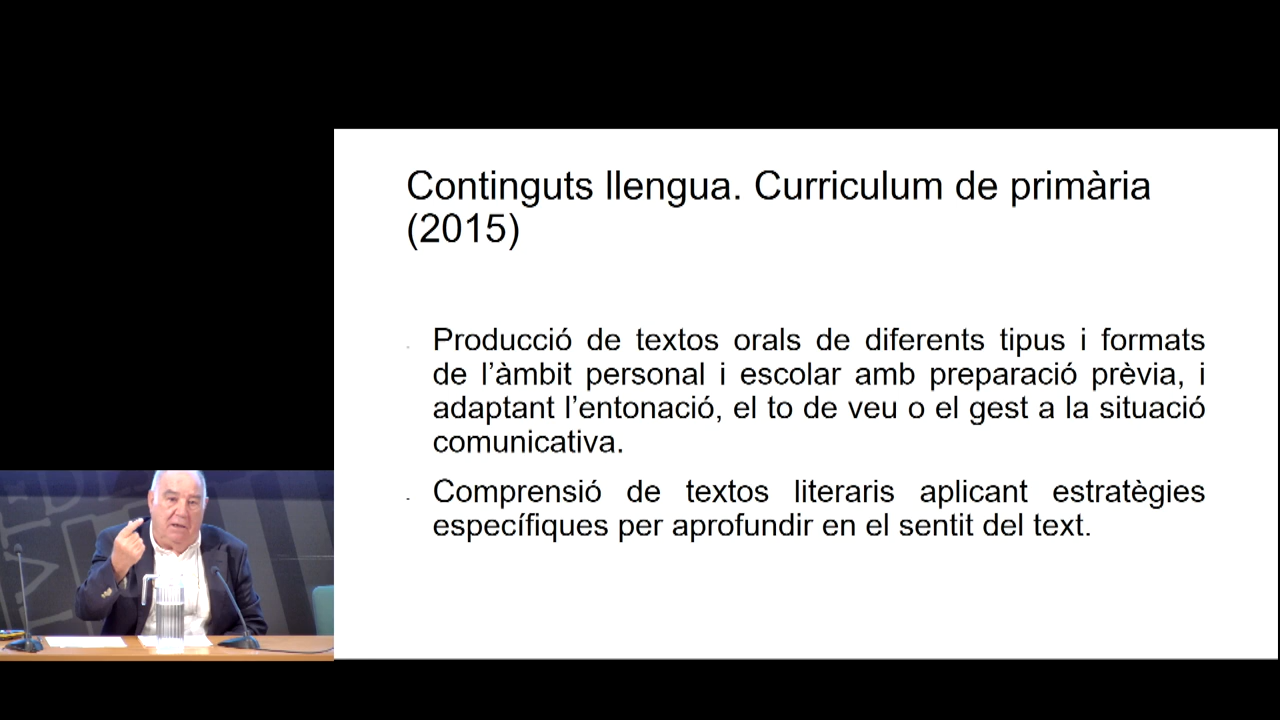 Continguts llengua. Curriculum de primària
(2015)
- Producció de textos orals de diferents tipus i formats
de l’àmbit personal i escolar amb preparació prèvia, i
adaptant l’entonació, el to de veu o el gest a la situació
comunicativa.
- Comprensió de textos literaris aplicant estratègies
específiques per aprofundir en el sentit del text.